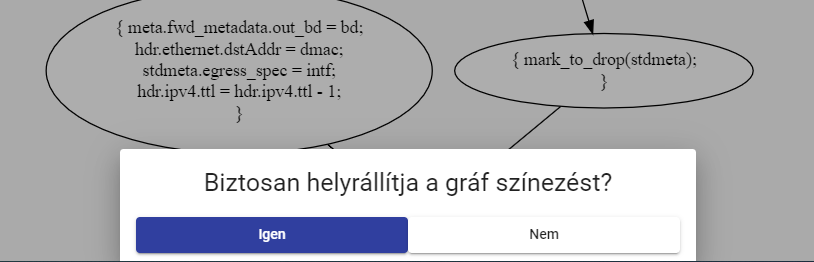 { meta.fwd_metadata.out_bd = bd;
hdr.ethernet.dstAddr = dmac;
stdmeta.egress_spec = intf;
hdr.ipv4.ttl = hdr.ipv4.ttl - 1;
}
{ mark_to_drop(stdmeta);
}
Biztosan helyrállítja a gráf színezést?
Igen
Nem